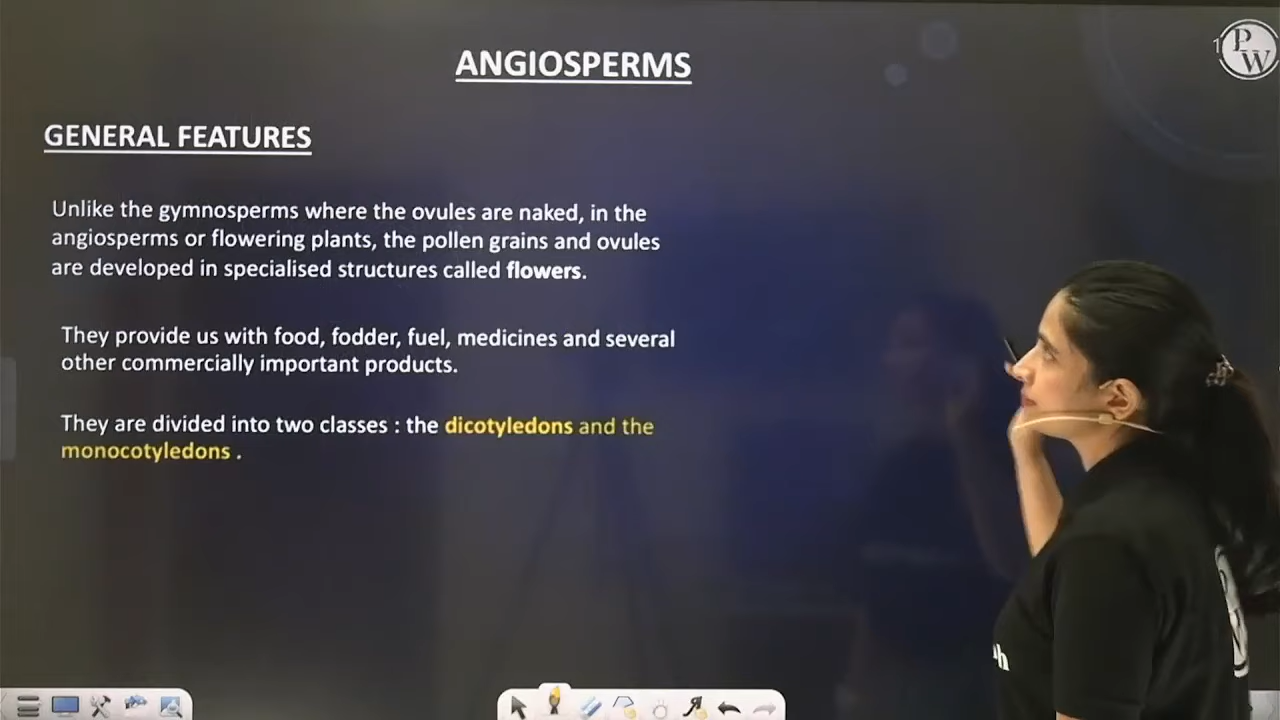 ANGIOSPERMS
PW
GENERAL FEATURES
Unlike the gymnosperms where the ovules are naked, in the
angiosperms or flowering plants, the pollen grains and ovules
are developed in specialised structures called flowers.
They provide us with food, fodder, fuel, medicines and several
other commercially important products.
They are divided into two classes : the dicotyledons and the
monocotyledons .